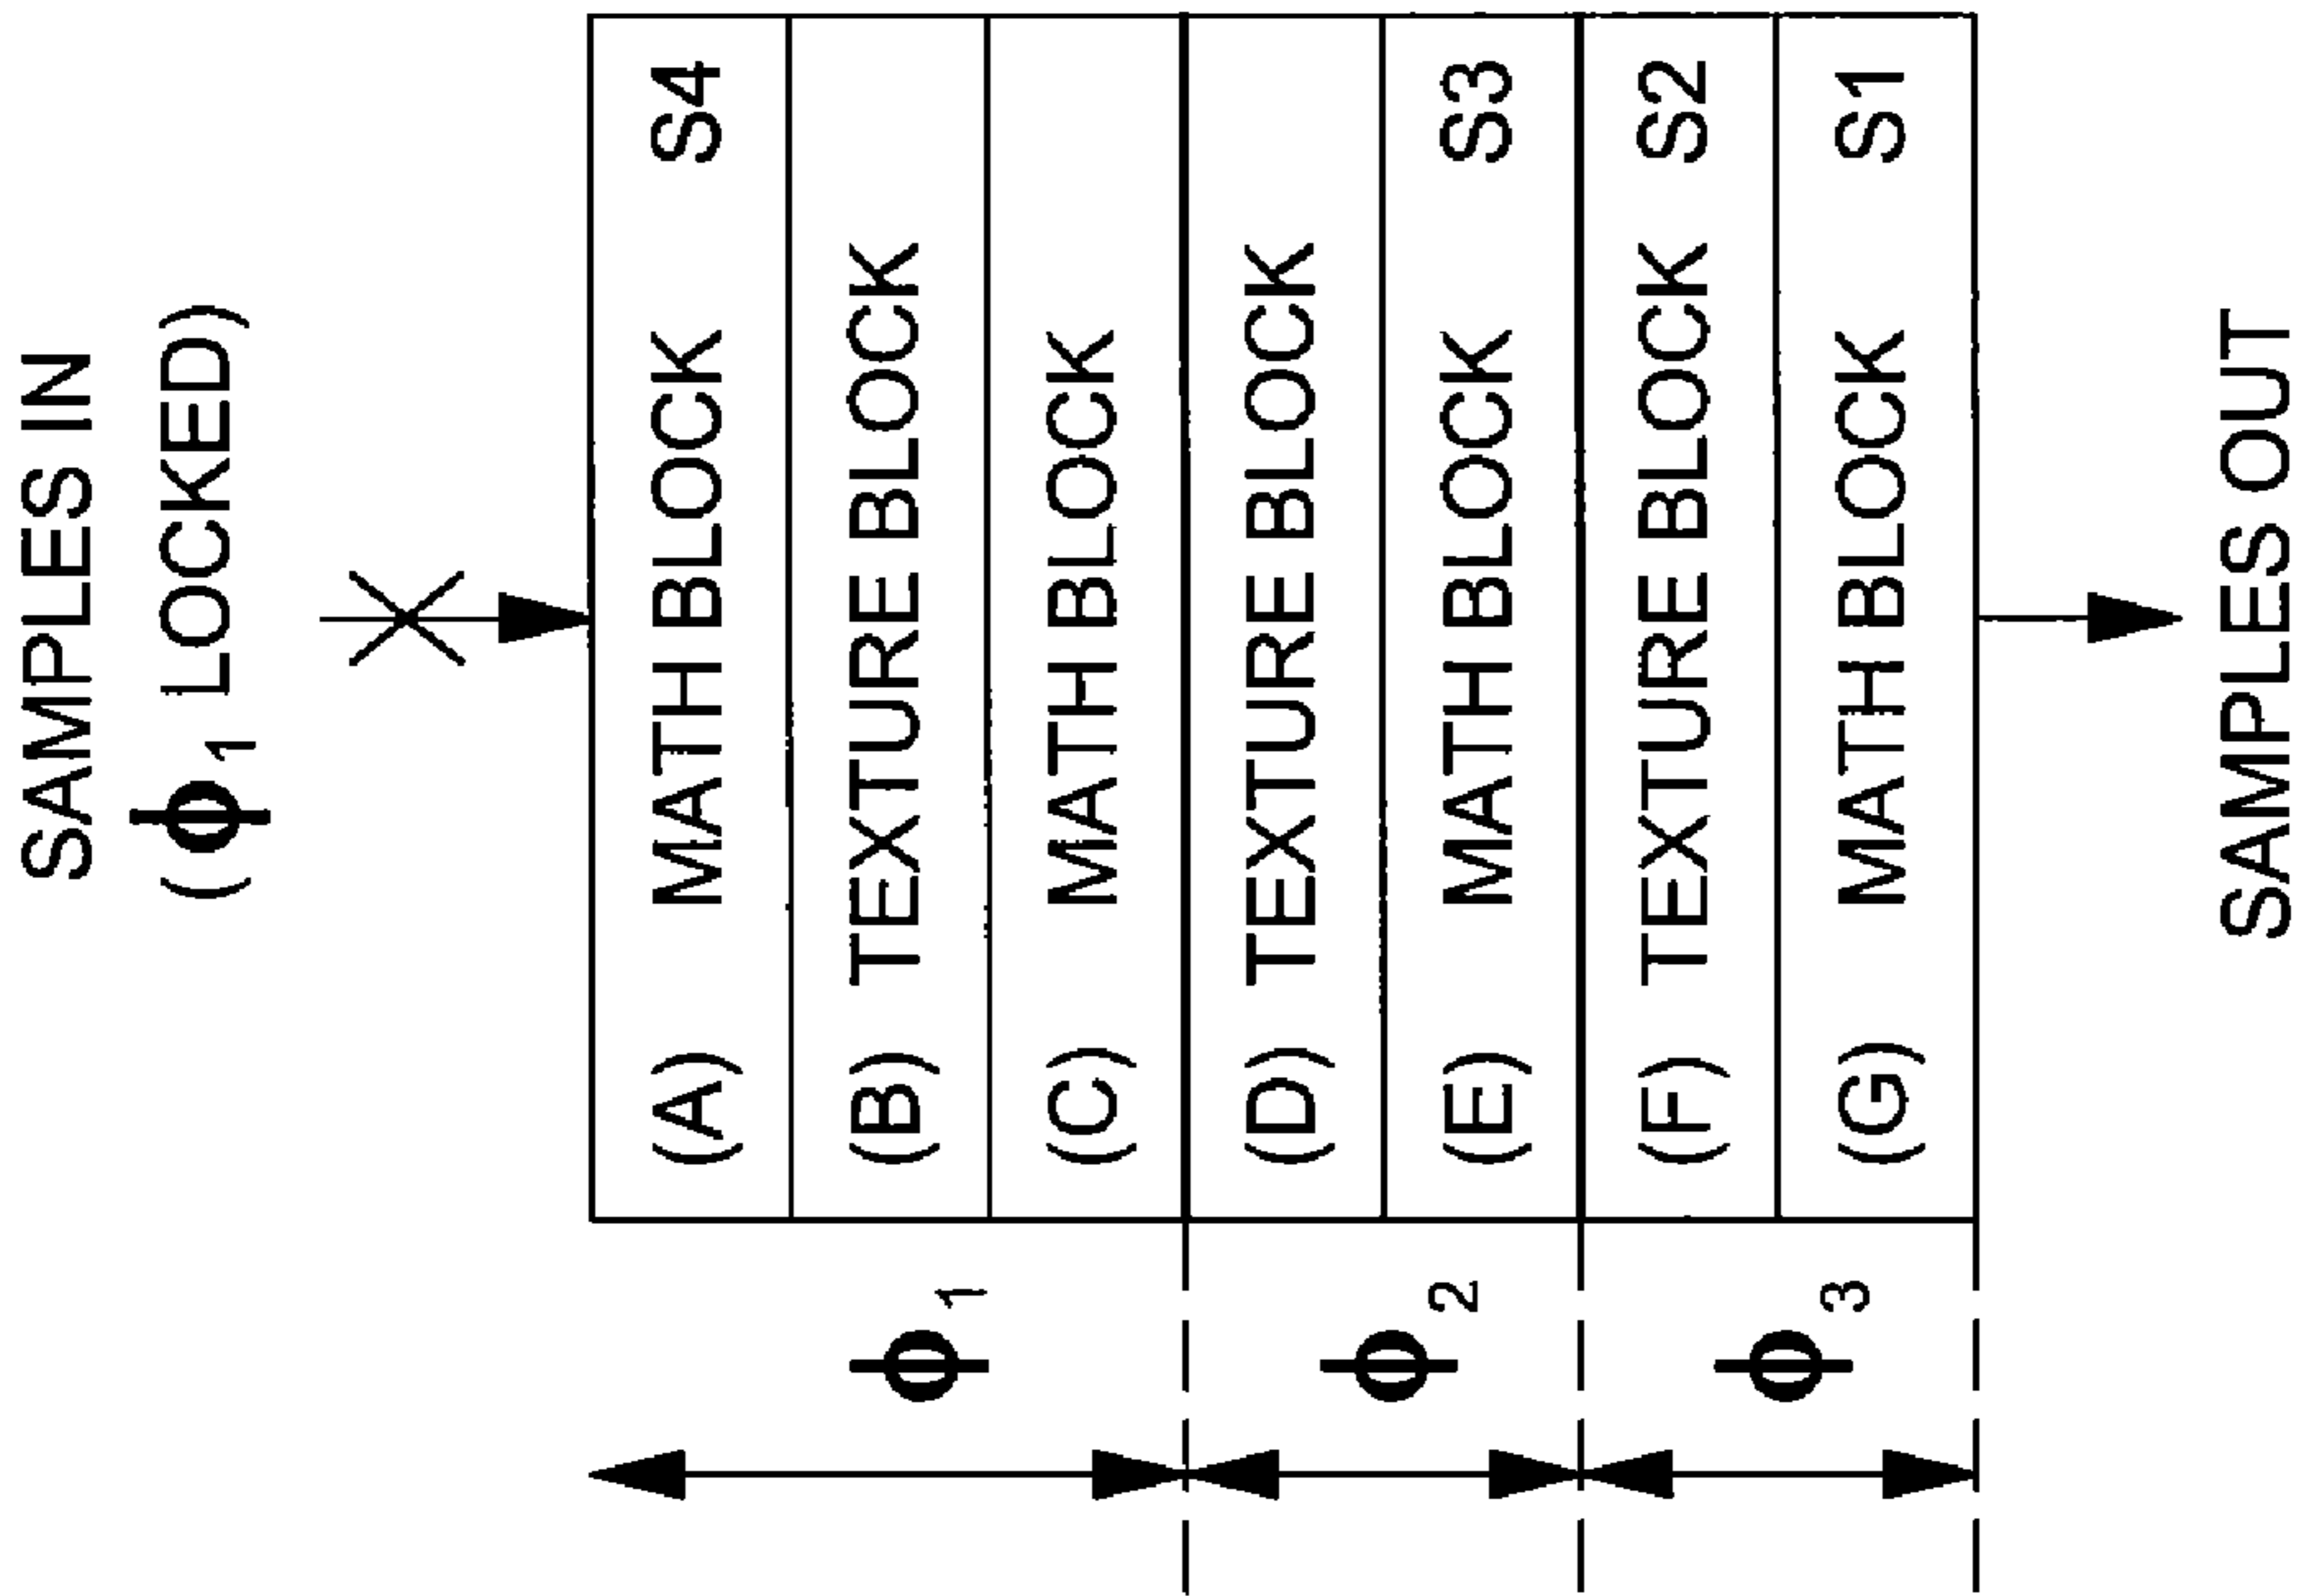 SAMPLES IN
(ϕ1 LOCKED)
(A) MATH BLOCK S4
(B) TEXTURE BLOCK
(C) MATH BLOCK
ϕ1
(D) TEXTURE BLOCK
(E) MATH BLOCK S3
ϕ2
(F) TEXTURE BLOCK S2
(G) MATH BLOCK S1
ϕ3
SAMPLES OUT